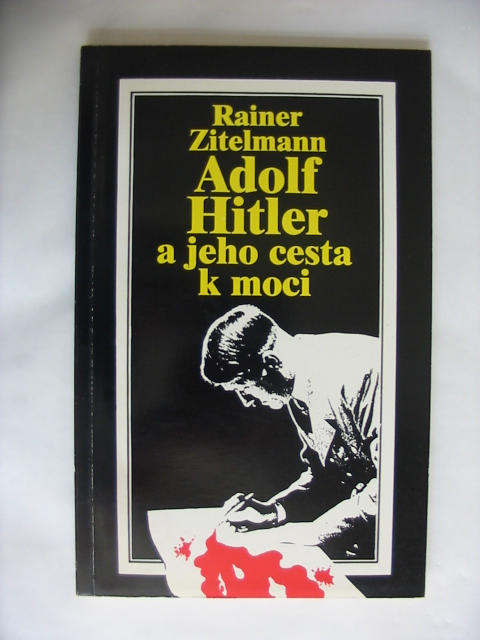 Rainer
Zitelmann
Adolf
Hitler
a jeho cesta
k moci